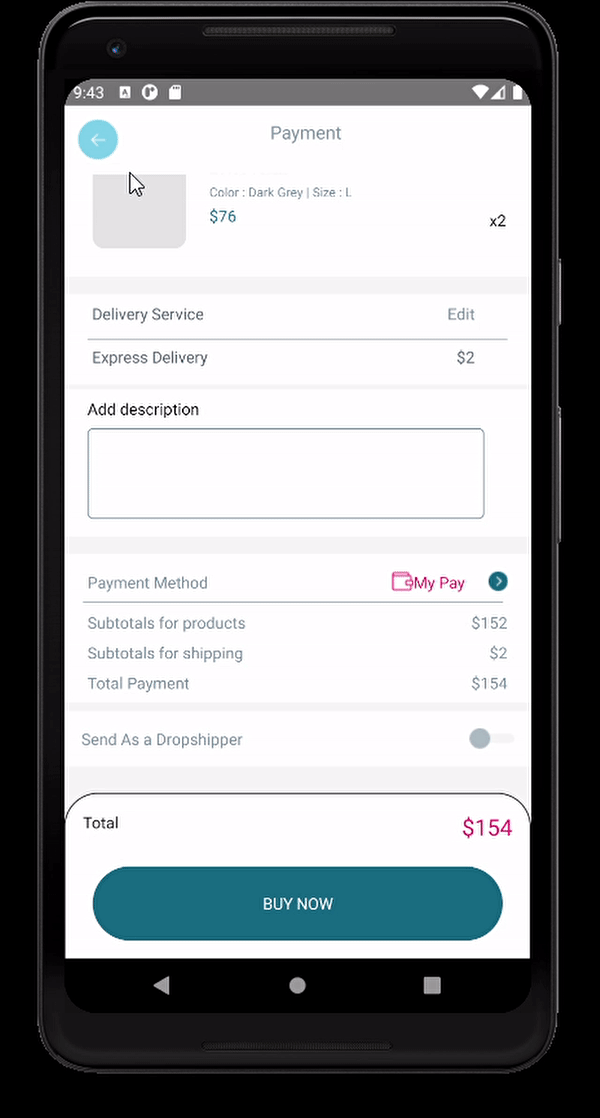 9:43
Payment
Color : Dark Grey | Size : L
$76
x2
Delivery Service Edit
Express Delivery $2
Add description
Payment Method My Pay
Subtotals for products $152
Subtotals for shipping $2
Total Payment $154
Send As a Dropshipper
Total $154
BUY NOW